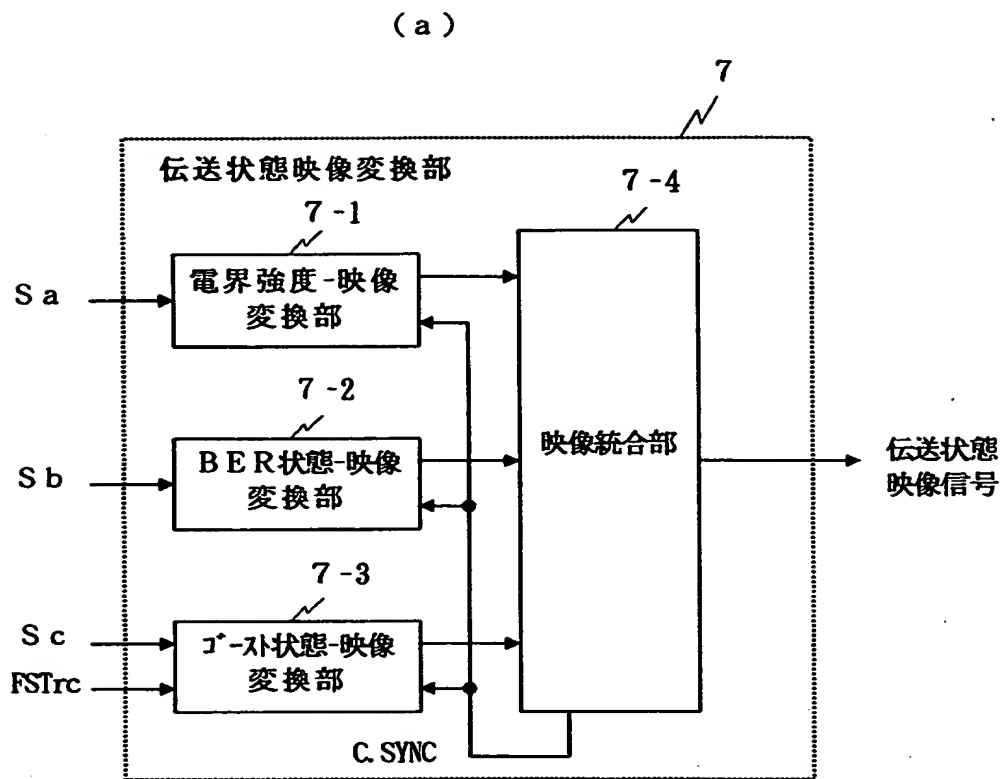 (a)
7
伝送状態映像変換部
7-1
7-4
Sa
電界強度-映像
変換部
7-2
Sb
BER状態-映像
変換部
映像統合部
伝送状態
映像信号
7-3
Sc
FSTrc
ゴースト状態-映像
変換部
C.SYNC